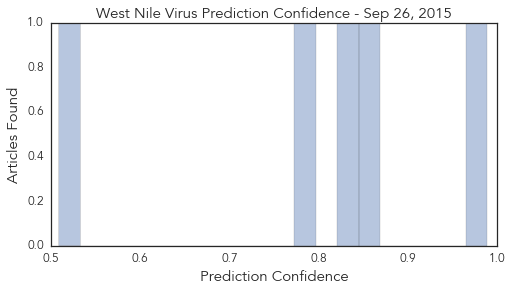 West Nile Virus Prediction Confidence - Sep 26, 2015
Articles Found
1.0
0.8
0.6
0.4
0.2
0.0
0.5 0.6 0.7 0.8 0.9 1.0
Prediction Confidence